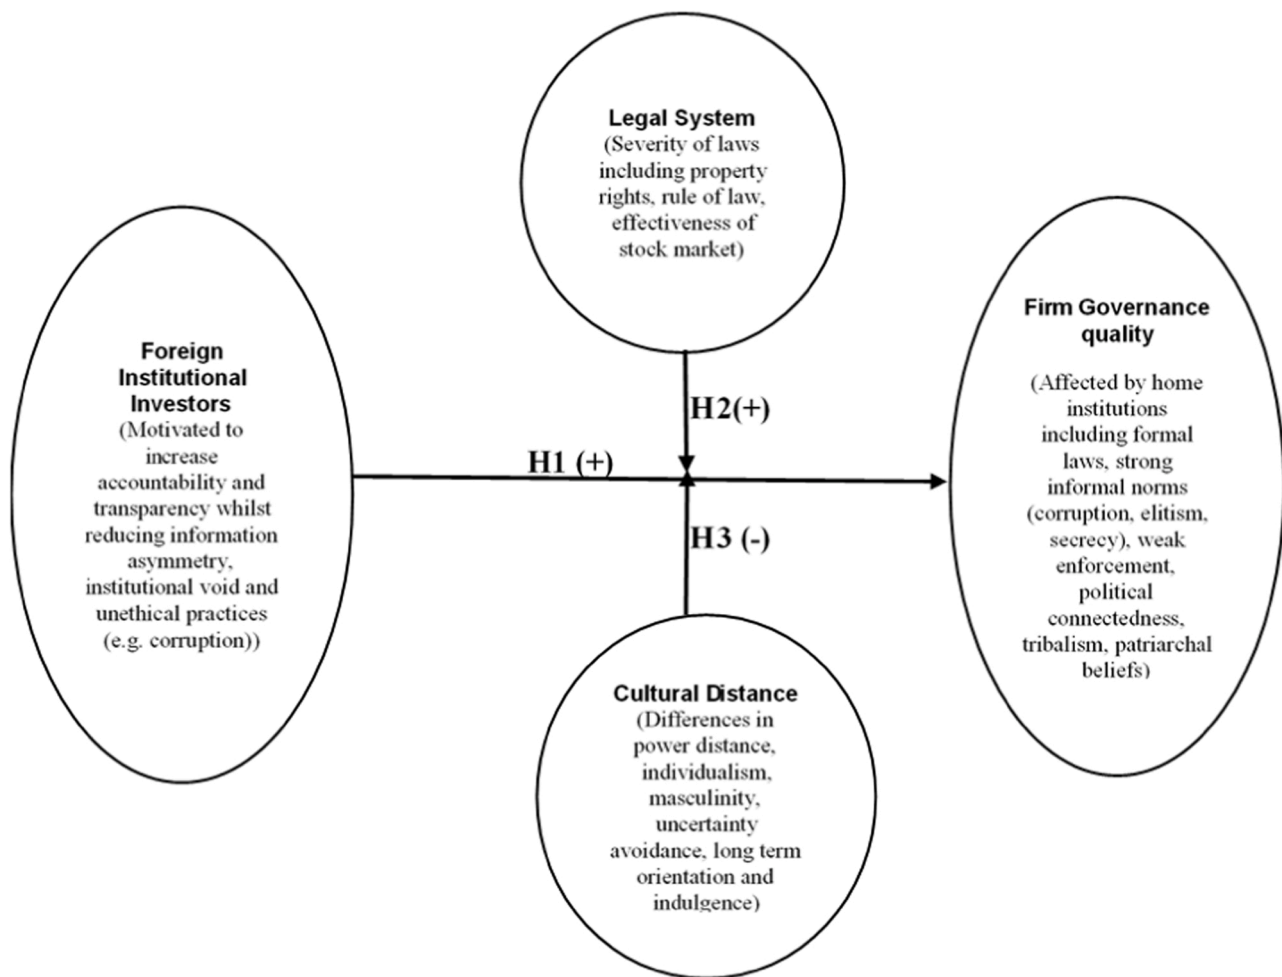 Legal System
(Severity of laws
including property
rights, rule of law,
effectiveness of
stock market)
Foreign
Institutional
Investors
(Motivated to
increase
accountability and
transparency whilst
reducing information
asymmetry,
institutional void and
unethical practices
(e.g. corruption))
H1 (+)
H2(+)
H3 (-)
Cultural Distance
(Differences in
power distance,
individualism,
masculinity,
uncertainty
avoidance, long term
orientation and
indulgence)
Firm Governance
quality
(Affected by home
institutions
including formal
laws, strong
informal norms
(corruption, elitism,
secrecy), weak
enforcement,
political
connectedness,
tribalism, patriarchal
beliefs)